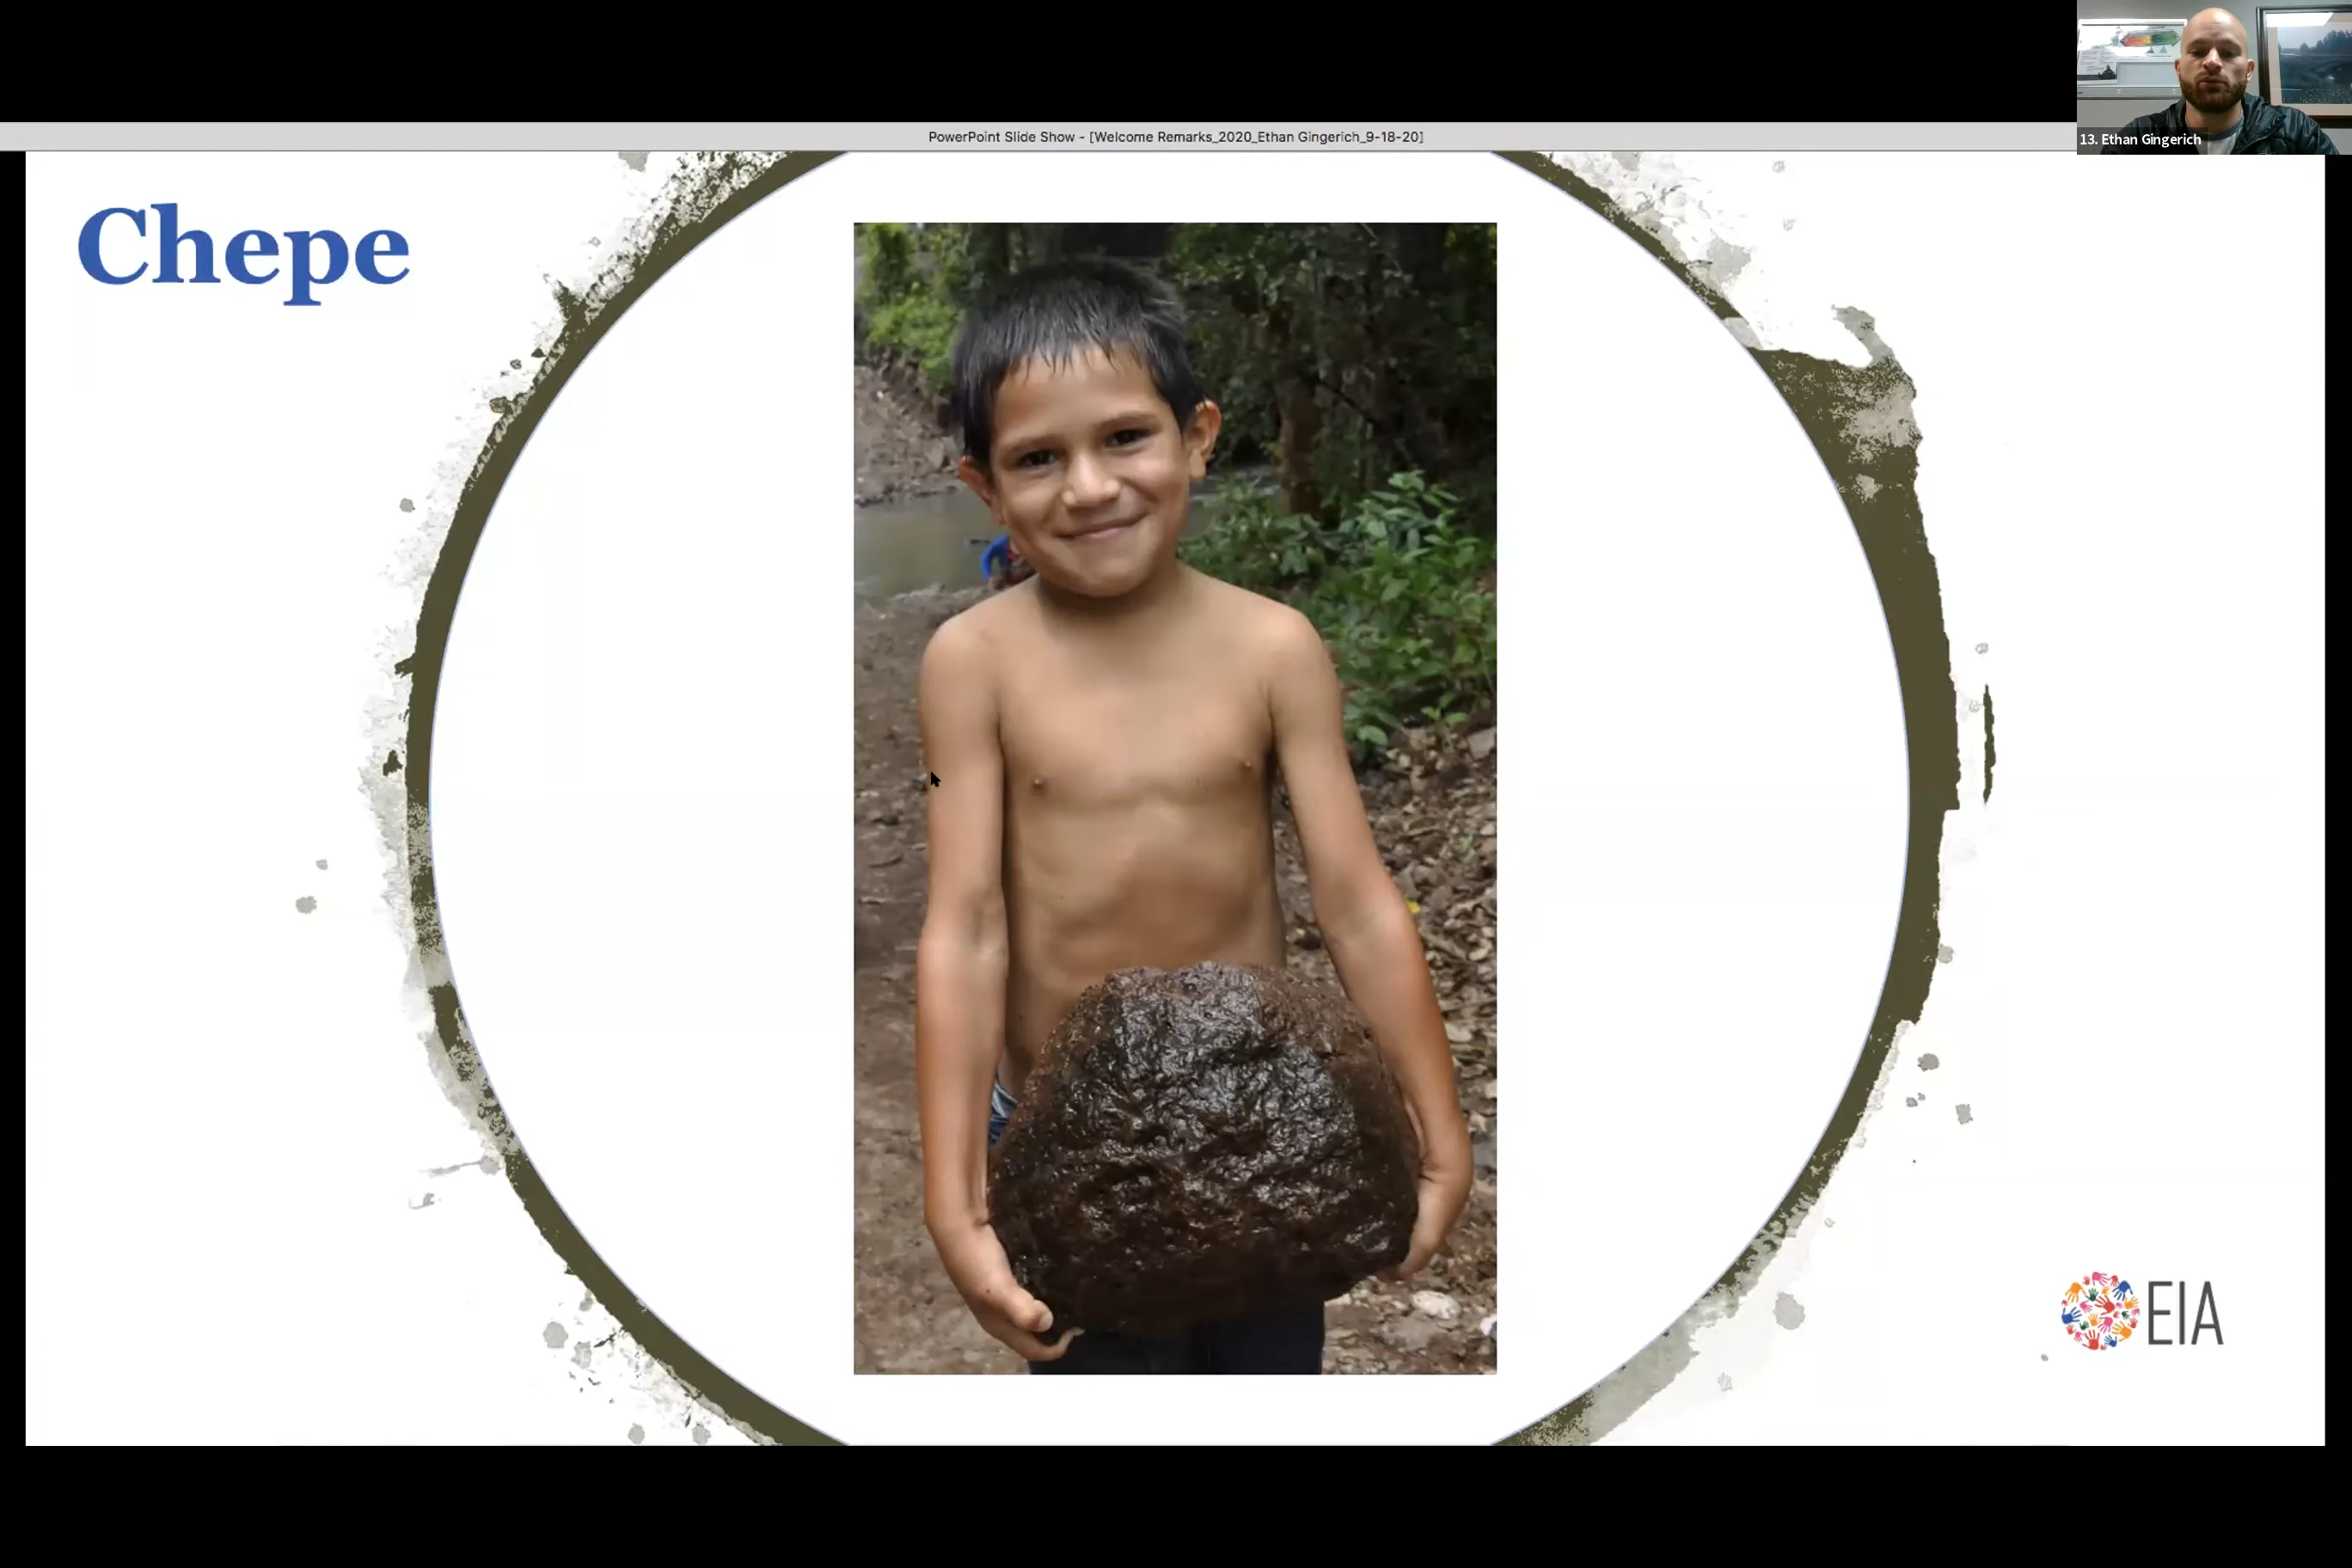 PowerPoint Slide Show - [Welcome Remarks_2020_Ethan Gingerich_9-18-20]
13. Ethan Gingerich
Chepe
EIA